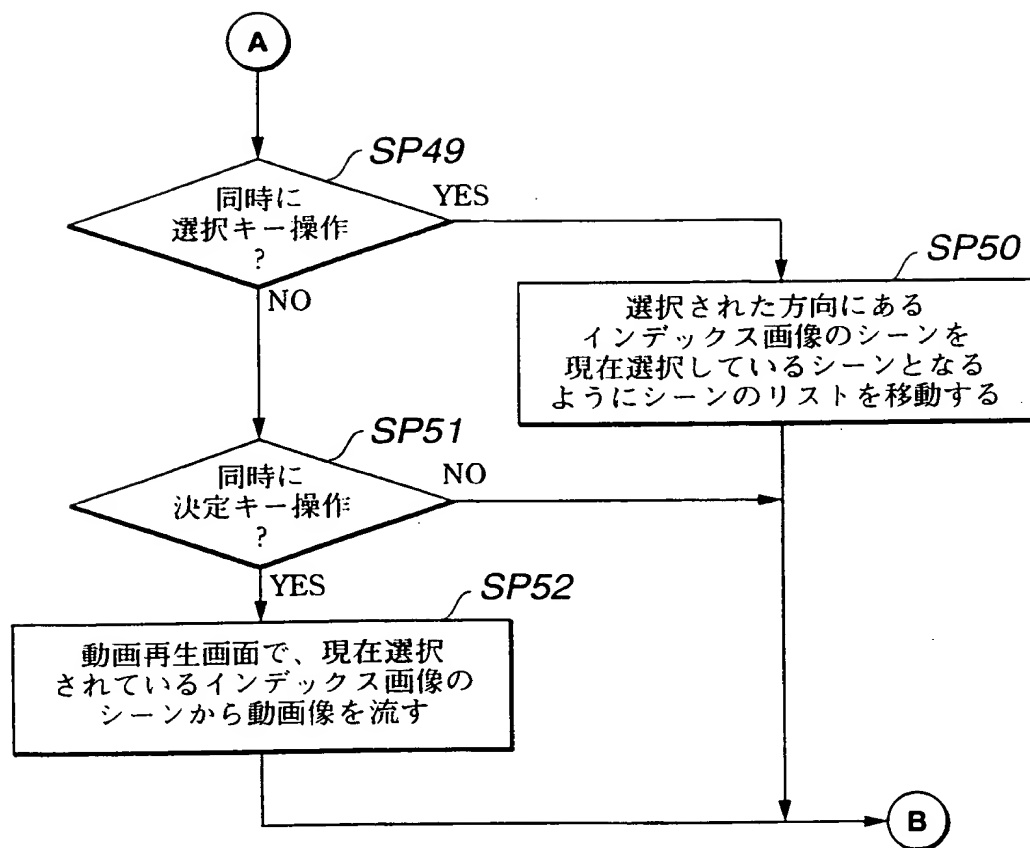 A
SP49
同時に
選択キー操作
?
YES
NO
SP50
選択された方向にある
インデックス画像のシーンを
現在選択しているシーンとなる
ようにシーンのリストを移動する
SP51
同時に
決定キー操作
?
NO
YES
SP52
動画再生画面で、現在選択
されているインデックス画像の
シーンから動画像を流す
B